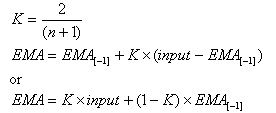 K = 2/(n+1)
EMA = EMA[−1] + K × (input − EMA[−1])
or
EMA = K × input + (1 − K) × EMA[−1]